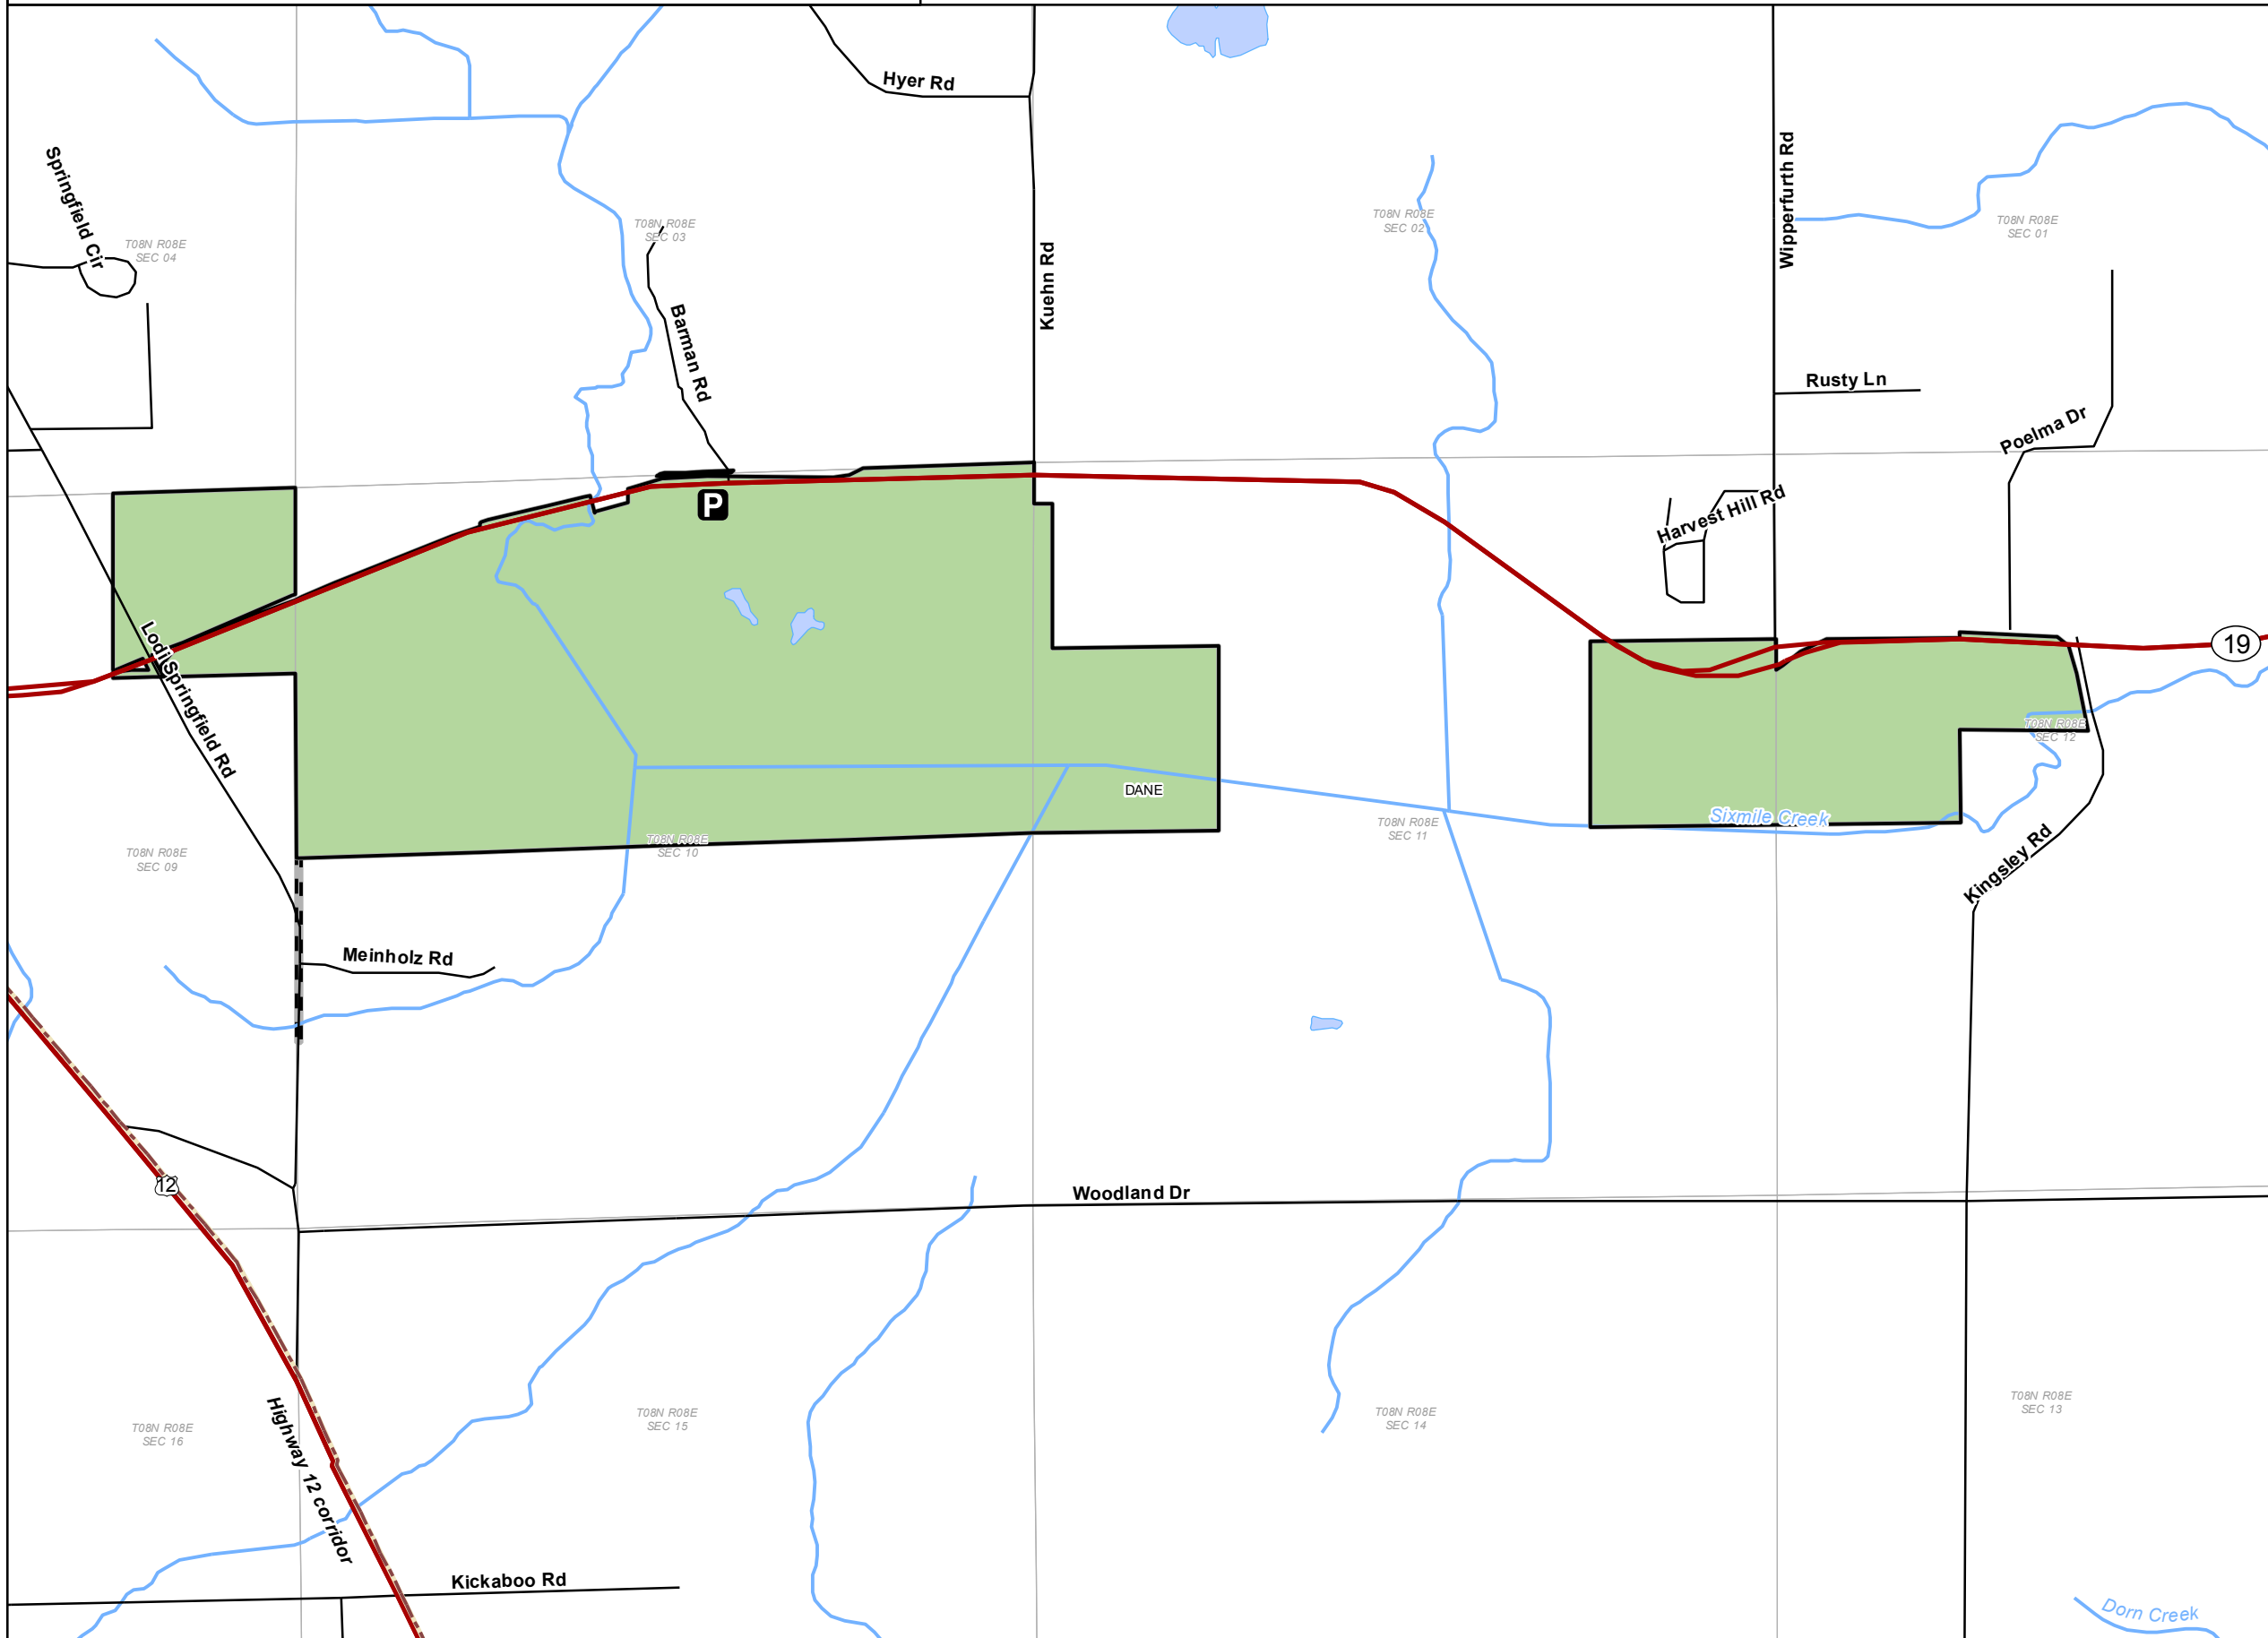 Hyer Rd
Springfield Cir
T08N R08E
SEC 04
T08N R08E
SEC 03
Kuehn Rd
T08N R08E
SEC 02
Wipperfurth Rd
T08N R08E
SEC 01
Barman Rd
Rusty Ln
Poelma Dr
P
Harvest Hill Rd
19
Lodi Springfield Rd
T08N R08E
SEC 12
DANE
Sixmile Creek
T08N R08E
SEC 11
T08N R08E
SEC 10
T08N R08E
SEC 09
Kingsley Rd
Meinholz Rd
12
Woodland Dr
T08N R08E
SEC 16
T08N R08E
SEC 15
T08N R08E
SEC 14
T08N R08E
SEC 13
Highway 12 corridor
Kickaboo Rd
Dorn Creek